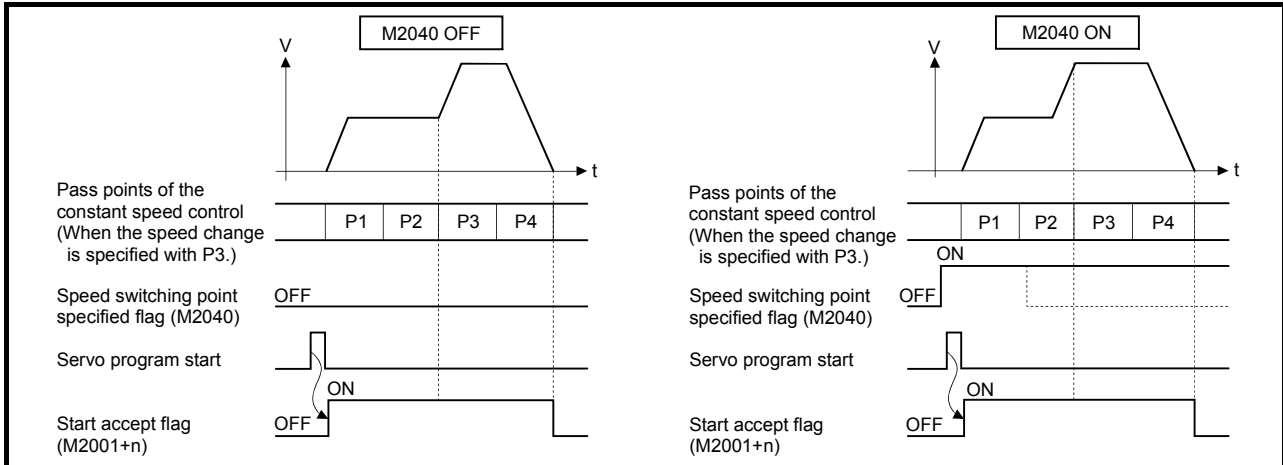 M2040 OFF
V
t
Pass points of the
constant speed control
(When the speed change
is specified with P3.)
P1 P2 P3 P4
Speed switching point
specified flag (M2040)
OFF
Servo program start
ON
Start accept flag
(M2001+n)
OFF
M2040 ON
V
t
Pass points of the
constant speed control
(When the speed change
is specified with P3.)
P1 P2 P3 P4
ON
Speed switching point
specified flag (M2040)
OFF
Servo program start
ON
Start accept flag
(M2001+n)
OFF